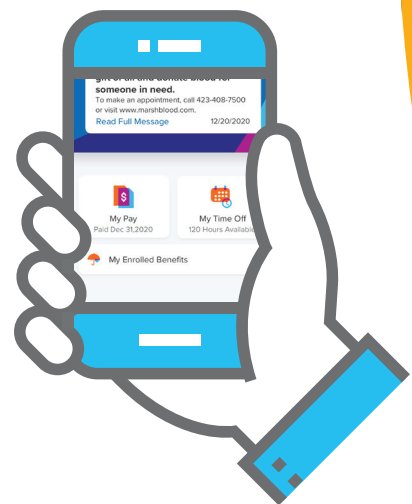 gift of all and donate blood for
someone in need.
To make an appointment, call 423-408-7500
or visit www.marshblood.com.
Read Full Message 12/20/2020
My Pay My Time Off
Paid Dec 31,2020 120 Hours Available
My Enrolled Benefits